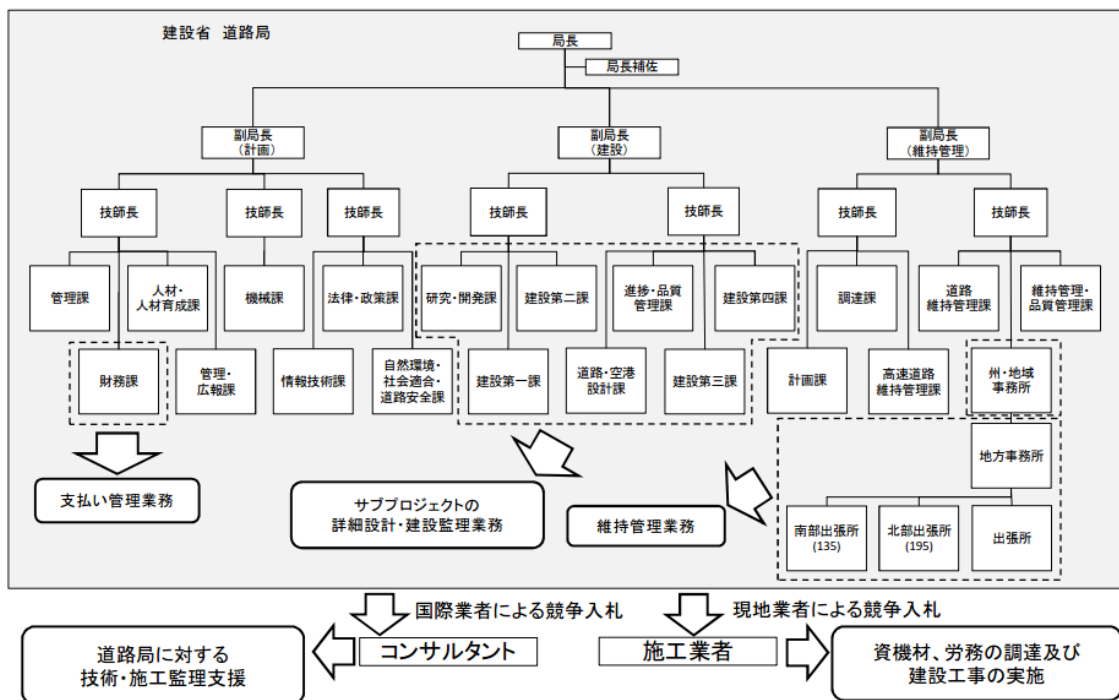 建設省 道路局
局長
局長補佐
副局長
(計画)
副局長
(建設)
副局長
(維持管理)
技師長
技師長
技師長
技師長
技師長
技師長
技師長
管理課
人材・
人材育成課
機械課
法律・政策課
研究・開発課
建設第二課
進捗・品質
管理課
建設第四課
調達課
道路
維持管理課
維持管理・
品質管理課
財務課
管理・
広報課
情報技術課
自然環境・
社会適合・
道路安全課
建設第一課
道路・空港
設計課
建設第三課
計画課
高速道路
維持管理課
州・地域
事務所
地方事務所
支払い管理業務
サブプロジェクトの
詳細設計・建設監理業務
維持管理業務
南部出張所
(135)
北部出張所
(195)
出張所
国際業者による競争入札
現地業者による競争入札
道路局に対する
技術・施工監理支援
コンサルタント
施工業者
資機材、労務の調達及び
建設工事の実施